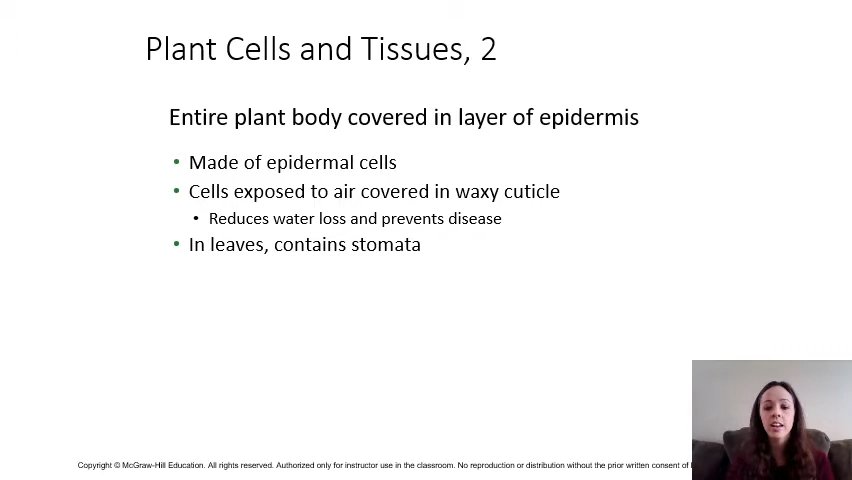 Plant Cells and Tissues, 2
Entire plant body covered in layer of epidermis
• Made of epidermal cells
• Cells exposed to air covered in waxy cuticle
• Reduces water loss and prevents disease
• In leaves, contains stomata
Copyright © McGraw-Hill Education. All rights reserved. Authorized only for instructor use in the classroom. No reproduction or distribution without the prior written consent of